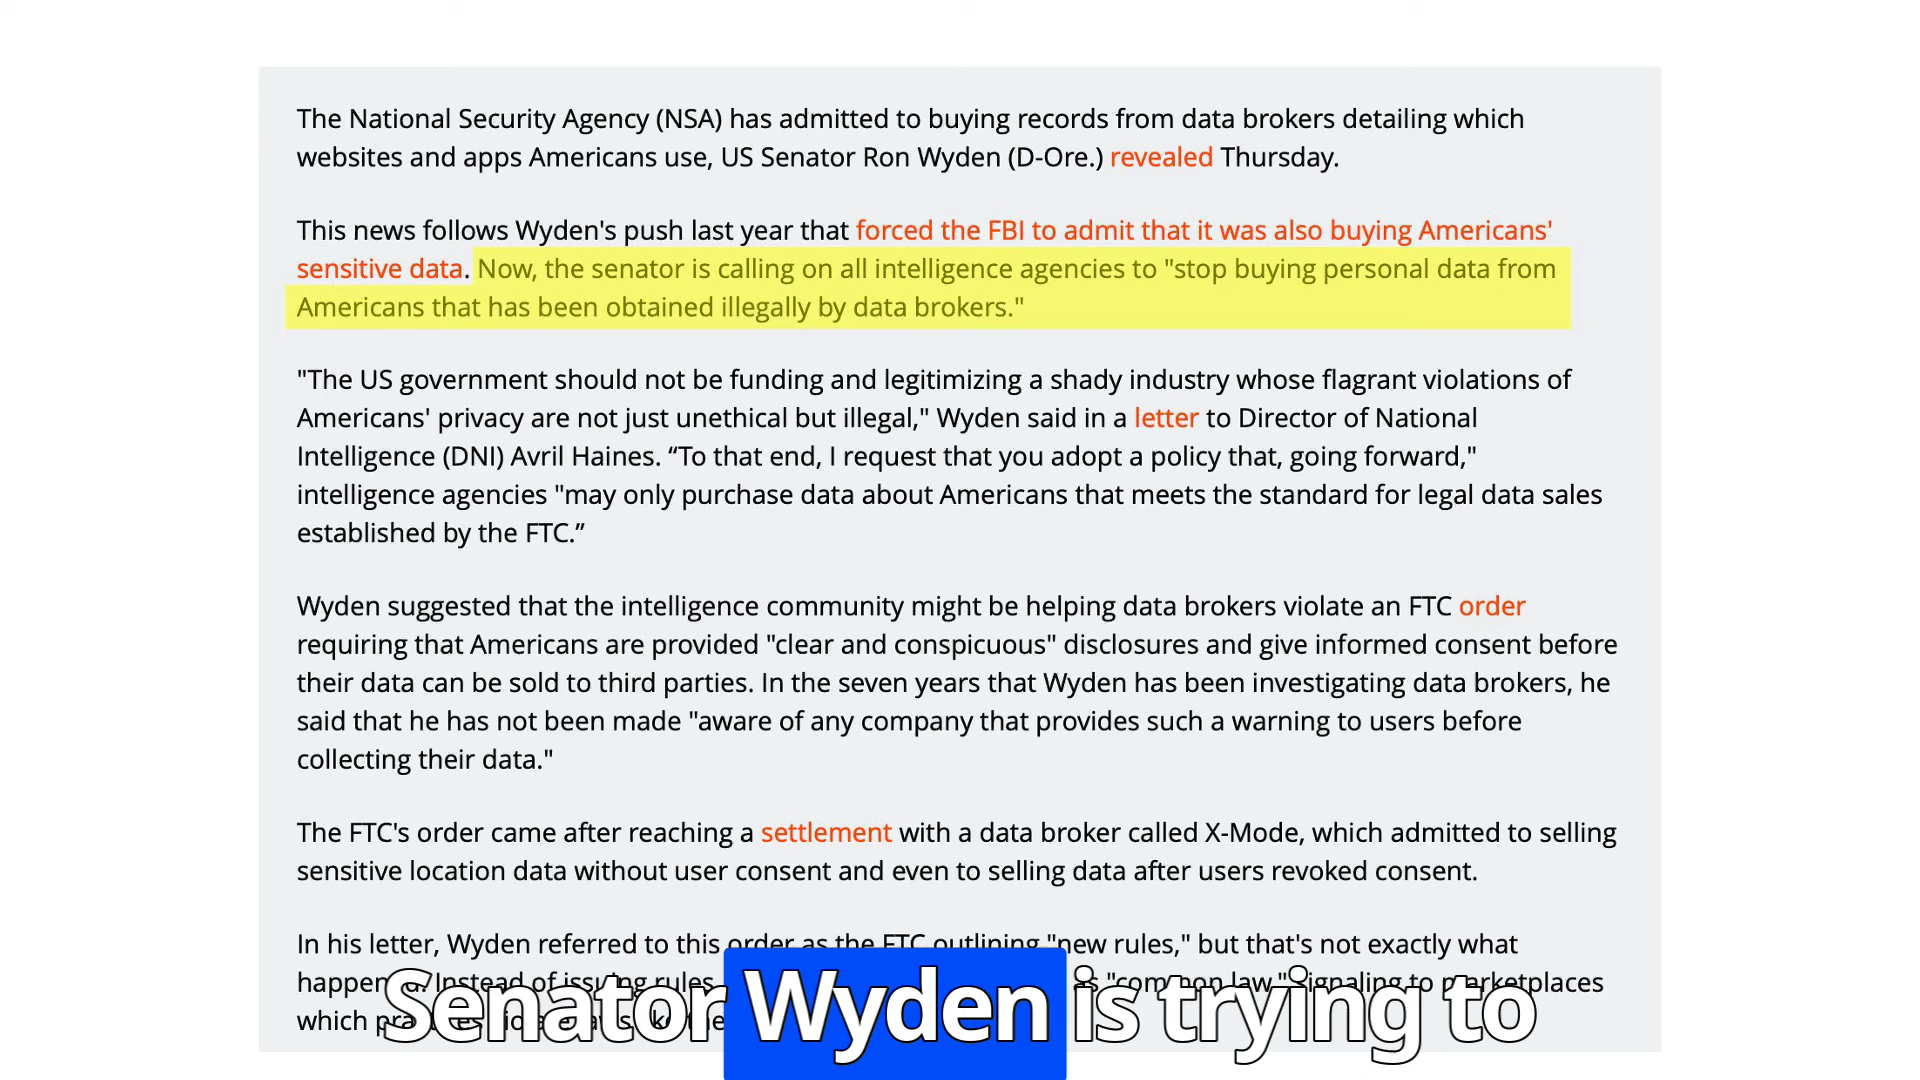 The National Security Agency (NSA) has admitted to buying records from data brokers detailing which
websites and apps Americans use, US Senator Ron Wyden (D-Ore.) revealed Thursday.
This news follows Wyden's push last year that forced the FBI to admit that it was also buying Americans'
sensitive data. Now, the senator is calling on all intelligence agencies to "stop buying personal data from
Americans that has been obtained illegally by data brokers."
"The US government should not be funding and legitimizing a shady industry whose flagrant violations of
Americans' privacy are not just unethical but illegal," Wyden said in a letter to Director of National
Intelligence (DNI) Avril Haines. “To that end, I request that you adopt a policy that, going forward,"
intelligence agencies "may only purchase data about Americans that meets the standard for legal data sales
established by the FTC.”
Wyden suggested that the intelligence community might be helping data brokers violate an FTC order
requiring that Americans are provided "clear and conspicuous" disclosures and give informed consent before
their data can be sold to third parties. In the seven years that Wyden has been investigating data brokers, he
said that he has not been made "aware of any company that provides such a warning to users before
collecting their data."
The FTC's order came after reaching a settlement with a data broker called X-Mode, which admitted to selling
sensitive location data without user consent and even to selling data after users revoked consent.
In his letter, Wyden referred to this order as the FTC outlining "new rules," but that's not exactly what
happened. Instead of issuing rules "common law," signaling to marketplaces
which
Senator Wyden is trying to